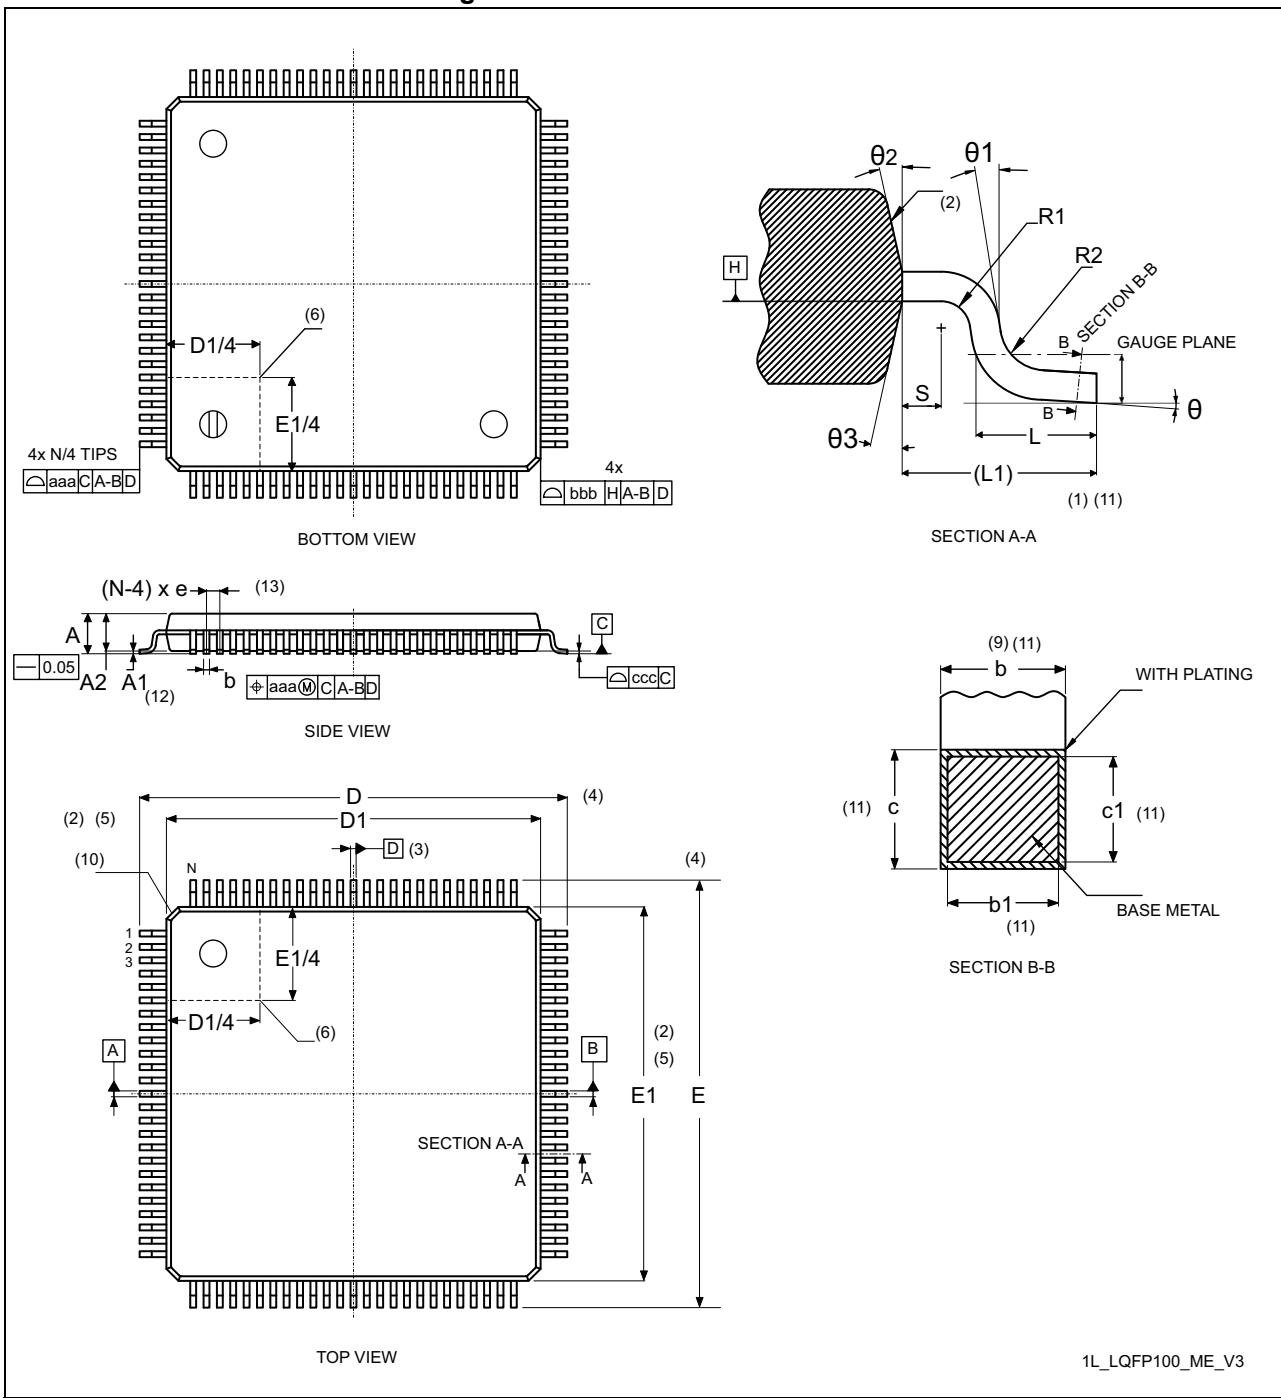 (6)
D1/4
E1/4
4x N/4 TIPS
aaa C A-B D
4x
bbb H A-B D
BOTTOM VIEW
θ2
θ1
(2)
R1
R2
H
SECTION B-B
B
GAUGE PLANE
S
B
θ
θ3
L
(L1)
(1) (11)
SECTION A-A
(N-4) x e
(13)
A
C
0.05
A2
A1
(12)
b
aaa M C A-B D
ccc C
SIDE VIEW
(9) (11)
b
WITH PLATING
(11)
c
c1
(11)
b1
(11)
BASE METAL
SECTION B-B
D
(4)
(2) (5)
D1
(10)
N
D
(3)
(4)
1
2
3
E1/4
D1/4
(6)
(2)
(5)
A
B
E1
E
SECTION A-A
A
A
TOP VIEW
1L_LQFP100_ME_V3